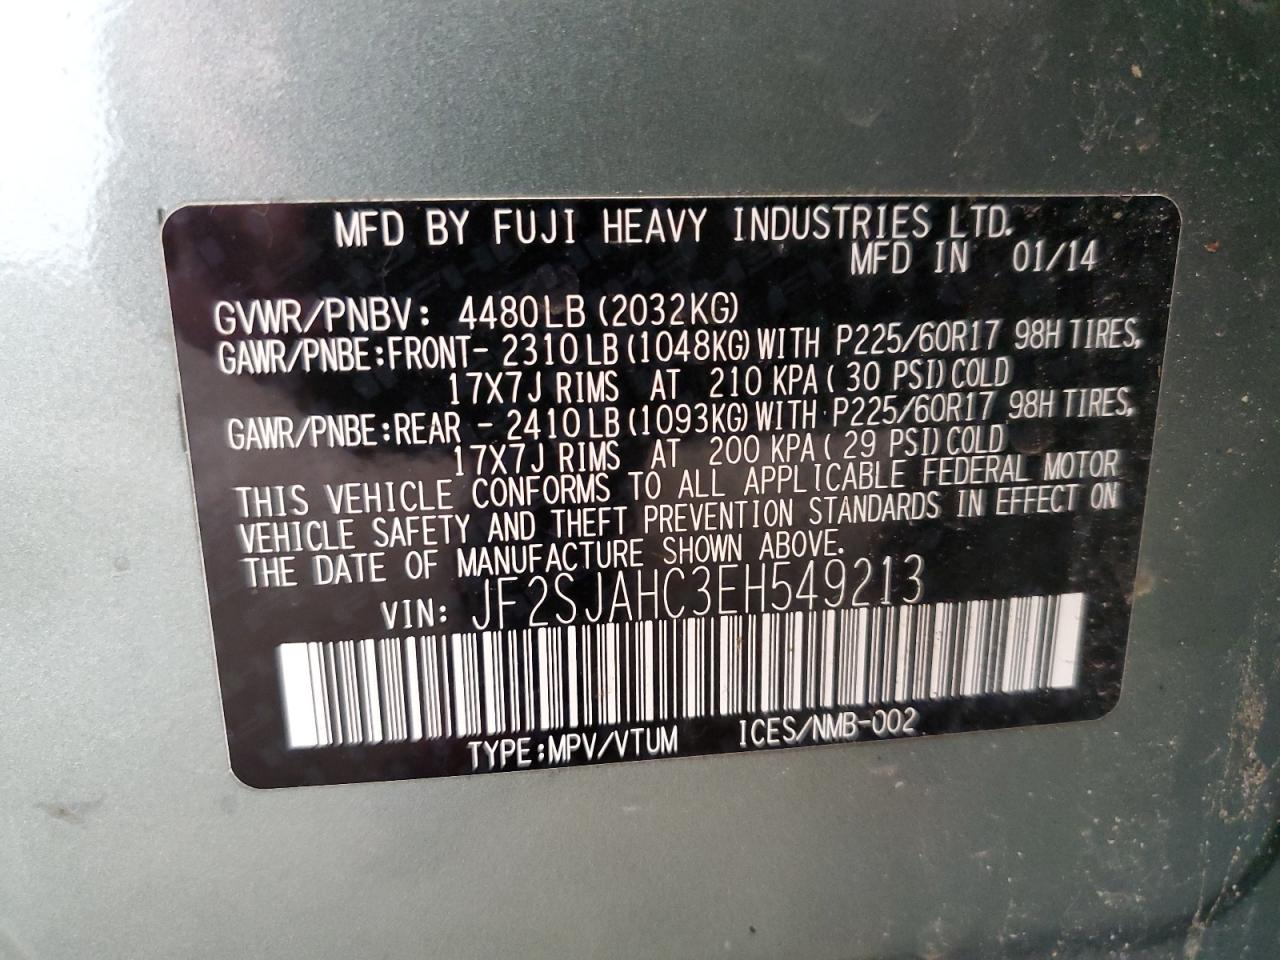 MFD BY FUJI HEAVY INDUSTRIES LTD.
MFD IN 01/14
GVWR/PNBV: 4480LB (2032KG)
GAWR/PNBE:FRONT- 2310LB(1048KG)WITH P225/60R17 98H TIRES,
17X7J RIMS AT 210 KPA( 30 PSI)COLD
GAWR/PNBE:REAR - 2410LB(1093KG)WITH P225/60R17 98H TIRES,
17X7J RIMS AT 200 KPA( 29 PSI)COLD
THIS VEHICLE CONFORMS TO ALL APPLICABLE FEDERAL MOTOR
VEHICLE SAFETY AND THEFT PREVENTION STANDARDS IN EFFECT ON
THE DATE OF MANUFACTURE SHOWN ABOVE.
VIN: JF2SJAHC3EH549213
TYPE:MPV/VTUM ICES/NMB-002